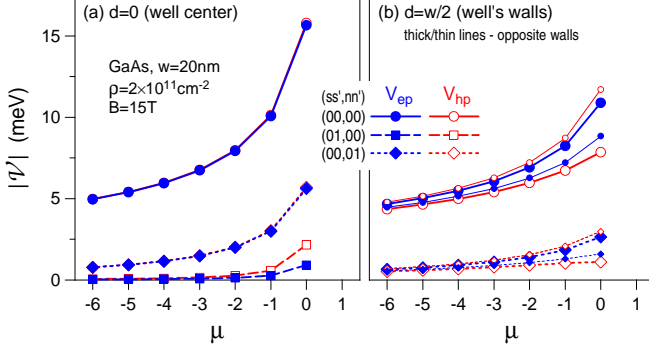 (a) d=0 (well center)
(b) d=w/2 (well's walls)
thick/thin lines - opposite walls
GaAs, w=20nm
ρ=2×10¹¹cm⁻²
B=15T
(ss',nn') V_ep V_hp
(00,00)
(01,00)
(00,01)
|𝒱| (meV)
15
10
5
0
-6 -5 -4 -3 -2 -1 0 1
-6 -5 -4 -3 -2 -1 0 1
μ
μ